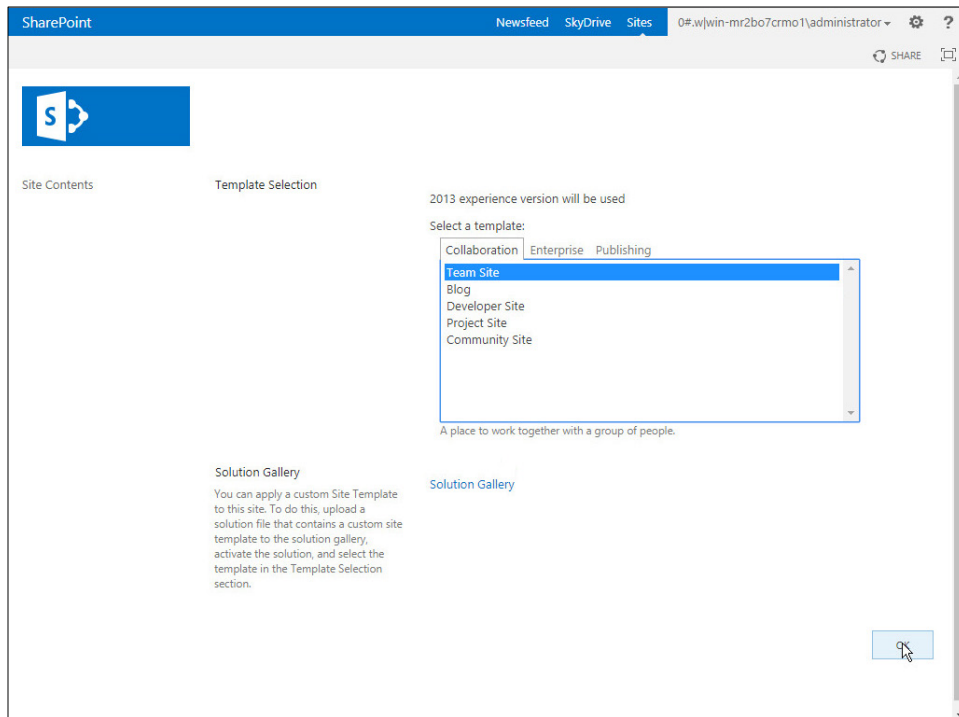 SharePoint Newsfeed SkyDrive Sites 0#.w|win-mr2bo7crmo1\administrator ?
SHARE
S
Site Contents
Template Selection
2013 experience version will be used
Select a template:
Collaboration Enterprise Publishing
Team Site
Blog
Developer Site
Project Site
Community Site
A place to work together with a group of people.
Solution Gallery
You can apply a custom Site Template
to this site. To do this, upload a
solution file that contains a custom site
template to the solution gallery,
activate the solution, and select the
template in the Template Selection
section.
Solution Gallery
OK